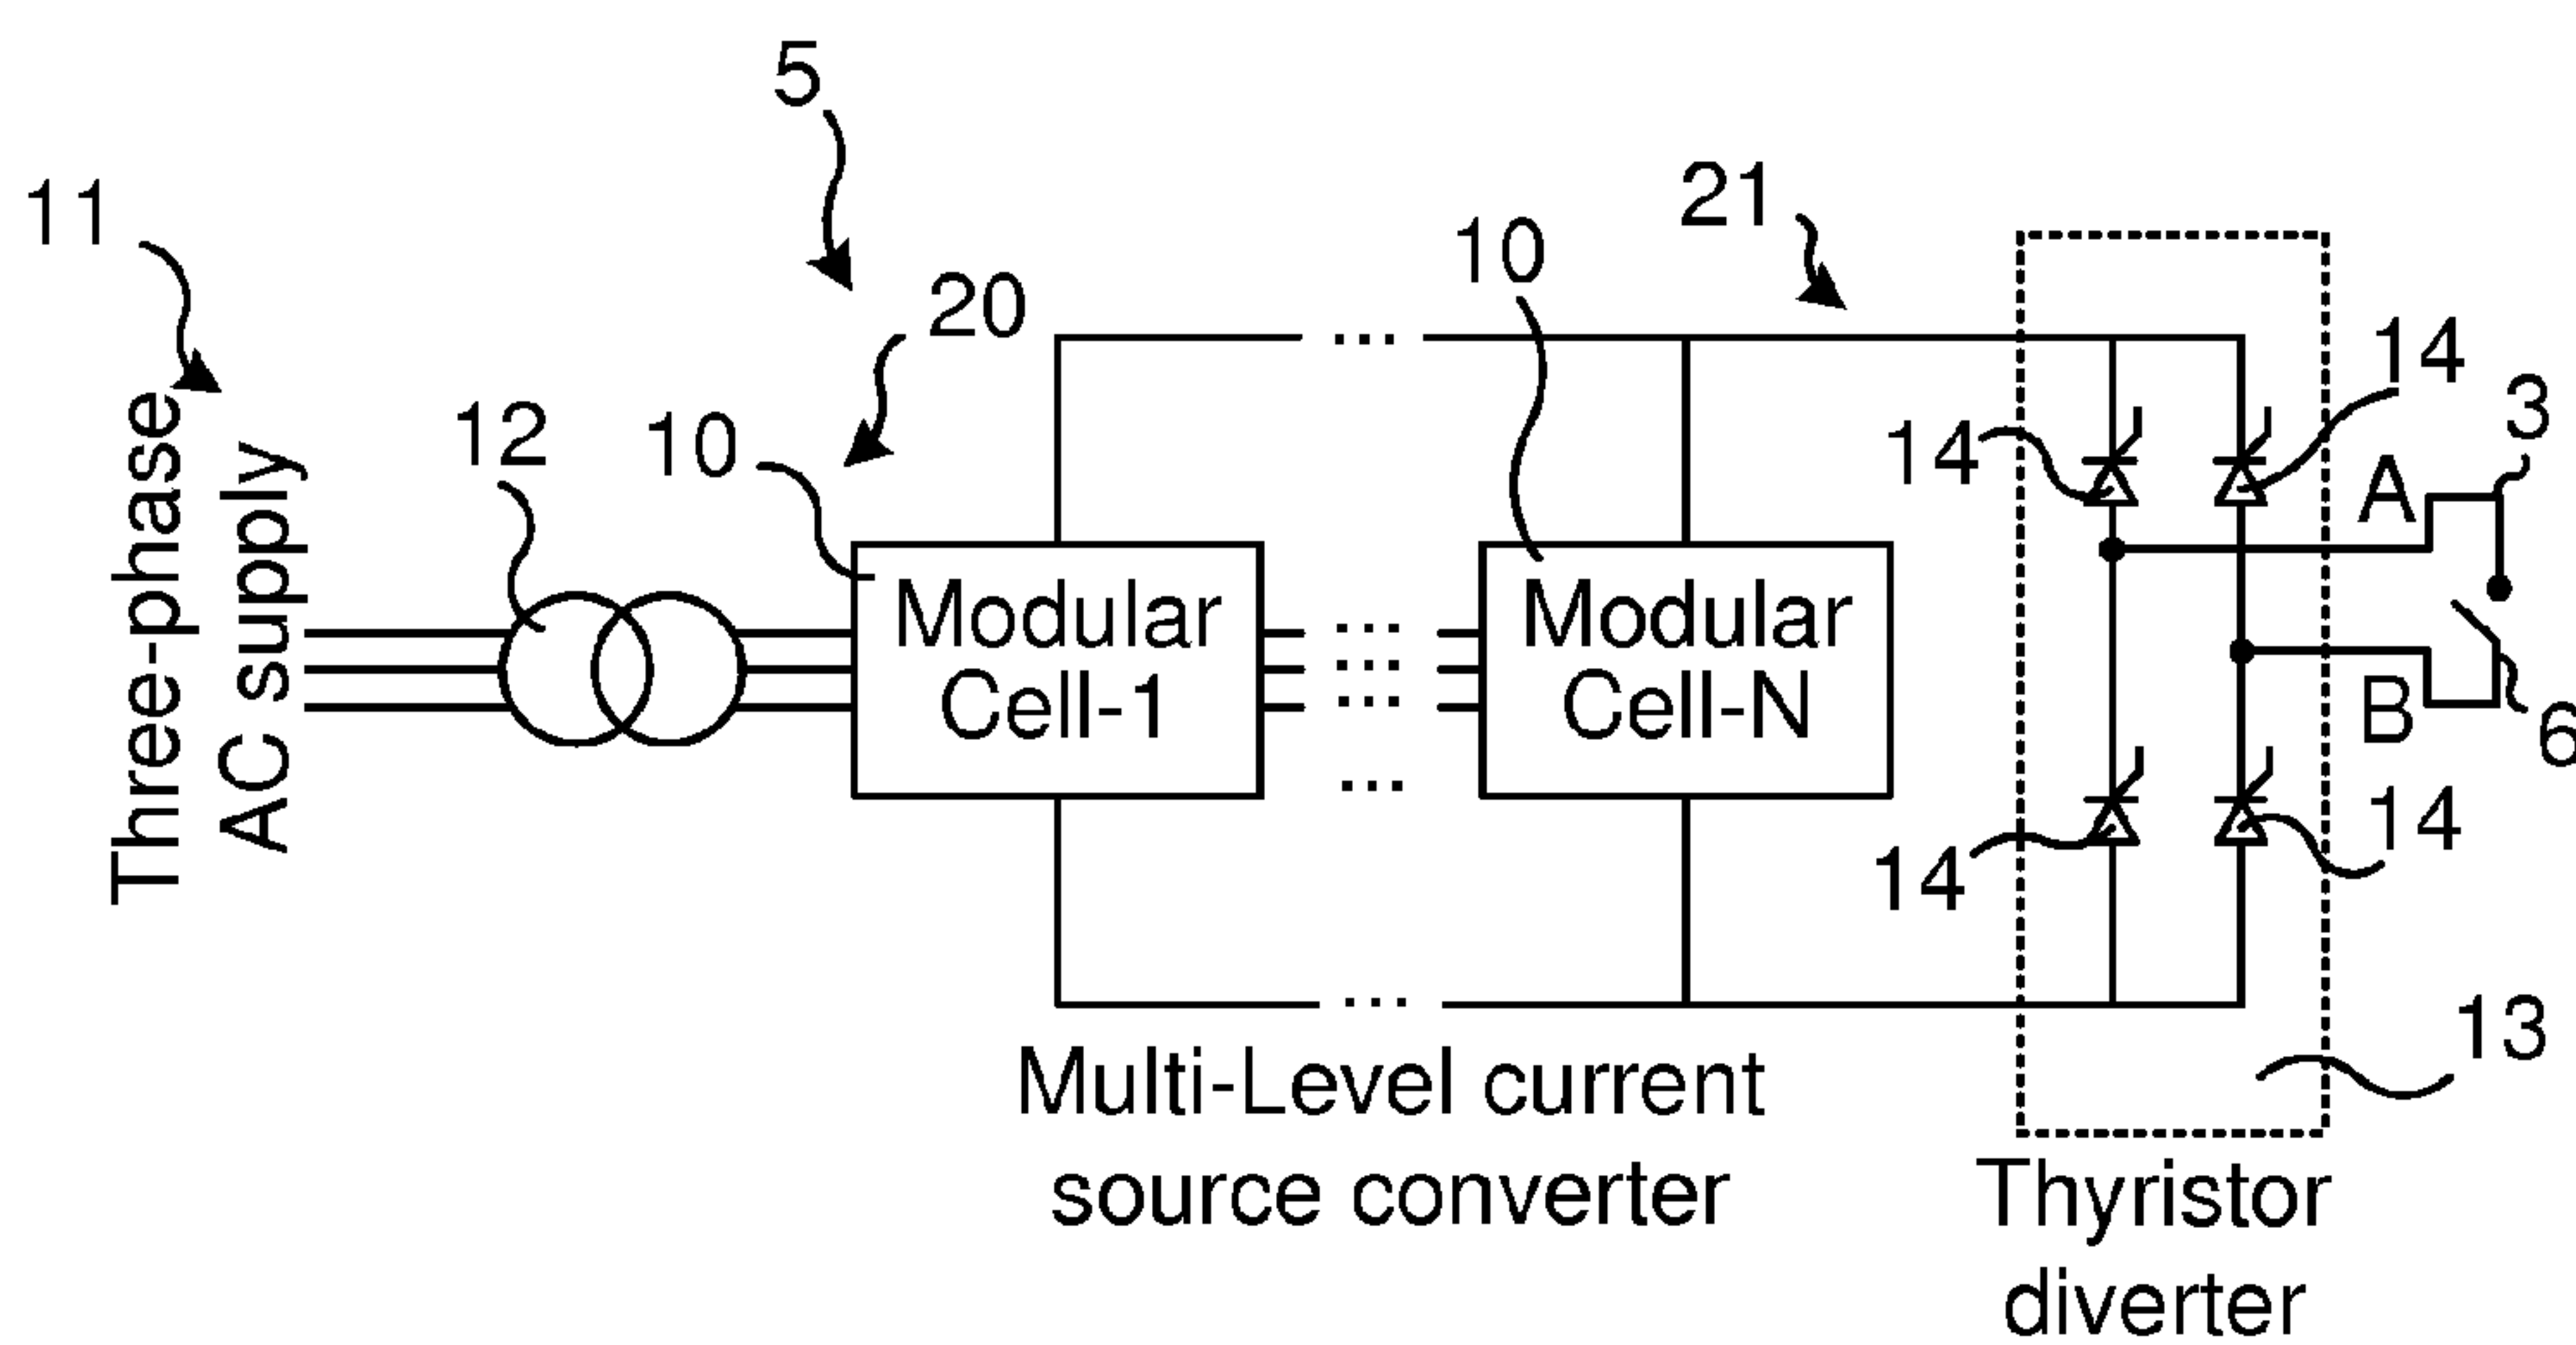 5
11
21
10
20
14
3
12
10
14
A
Three-phase
AC supply
Modular
Cell-1
...
...
...
...
...
...
Modular
Cell-N
B
6
14
14
13
Multi-Level current
source converter
Thyristor
diverter